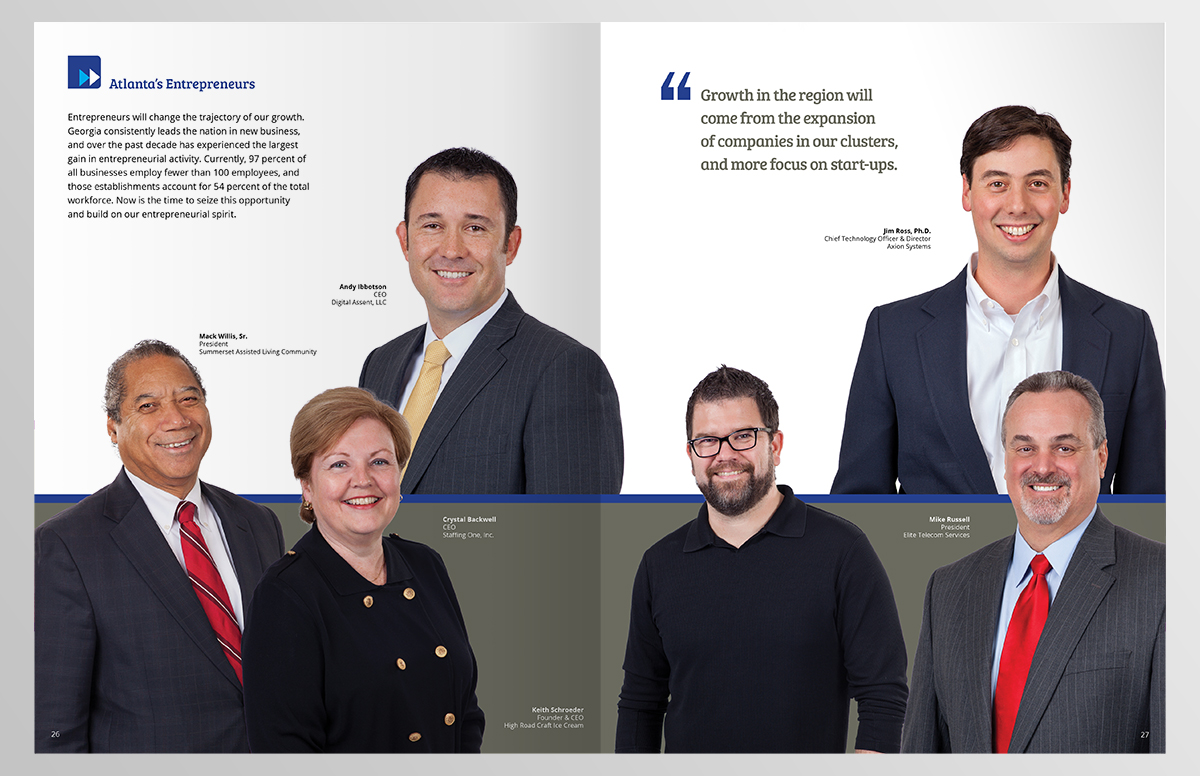 Atlanta's Entrepreneurs
Entrepreneurs will change the trajectory of our growth.
Georgia consistently leads the nation in new business,
and over the past decade has experienced the largest
gain in entrepreneurial activity. Currently, 97 percent of
all businesses employ fewer than 100 employees, and
those establishments account for 54 percent of the total
workforce. Now is the time to seize this opportunity
and build on our entrepreneurial spirit.
Andy Ibbotson
CEO
Digital Assent, LLC
Mack Willis, Sr.
President
Summerset Assisted Living Community
Crystal Backwell
CEO
Staffing One, Inc.
Keith Schroeder
Founder & CEO
High Road Craft Ice Cream
26
“
Growth in the region will
come from the expansion
of companies in our clusters,
and more focus on start-ups.
Jim Ross, Ph.D.
Chief Technology Officer & Director
Axion Systems
Mike Russell
President
Elite Telecom Services
27